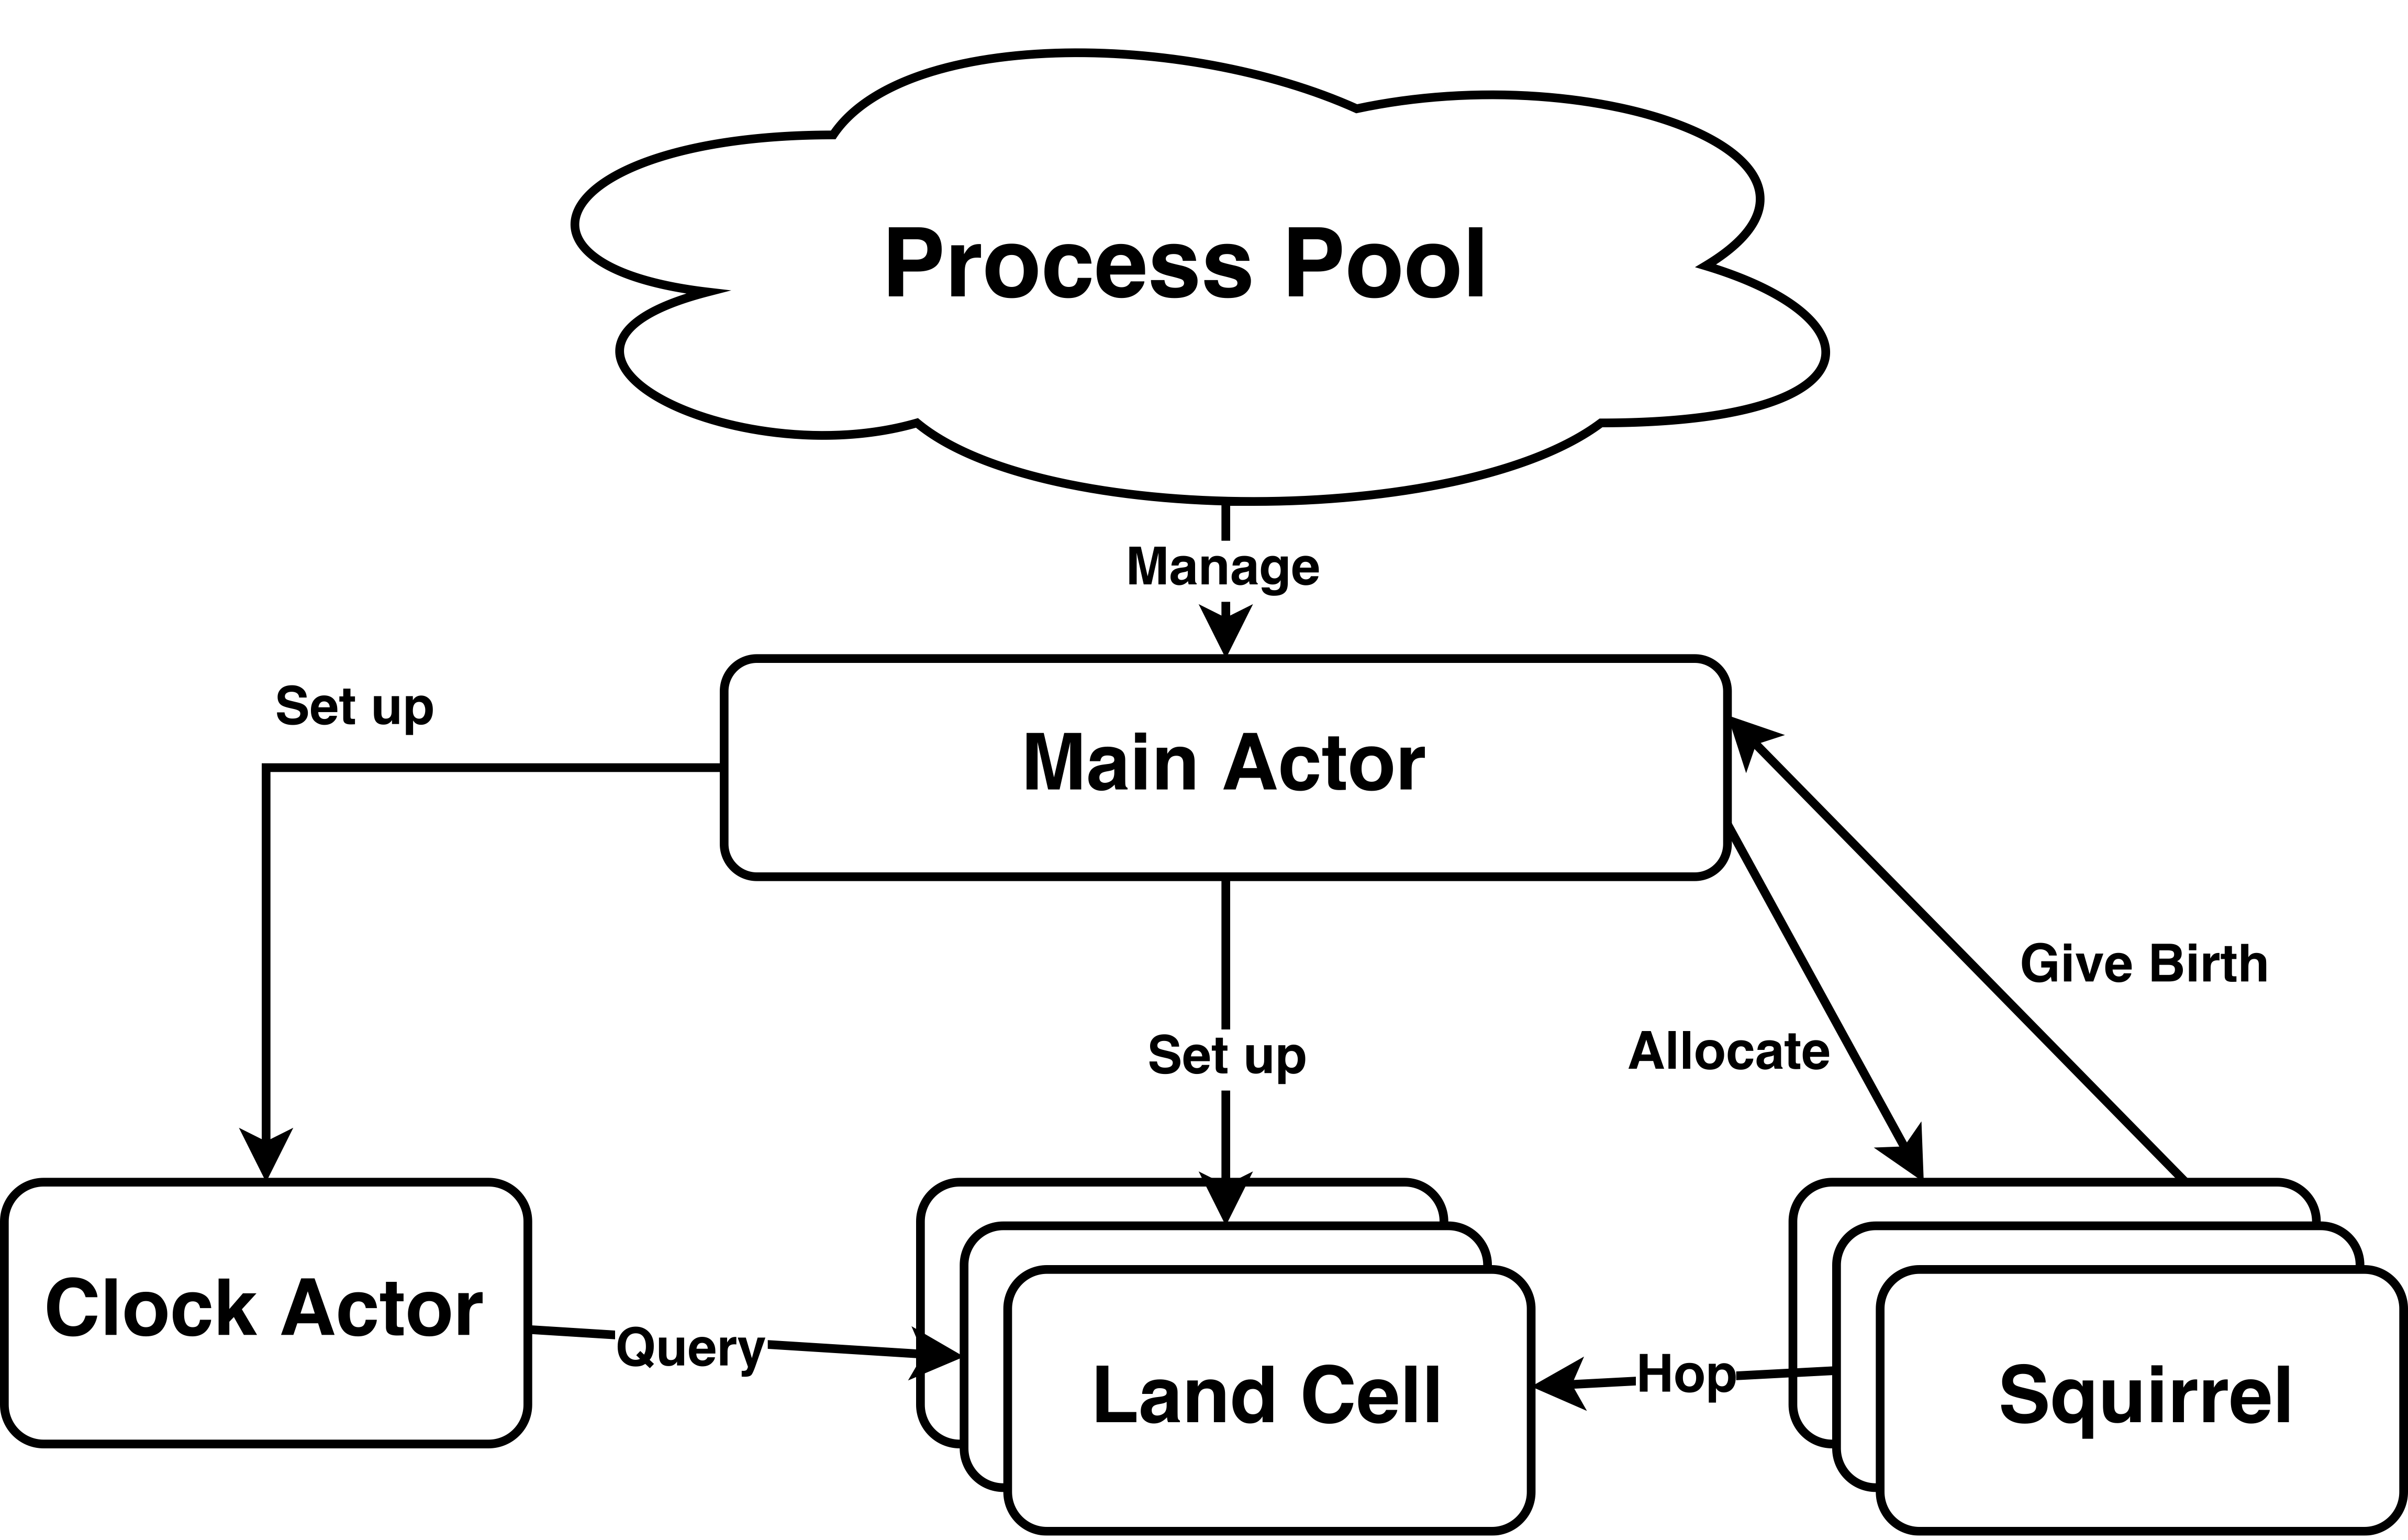 Process Pool
Manage
Set up
Main Actor
Give Birth
Set up
Allocate
Clock Actor
Query
Land Cell
Hop
Squirrel